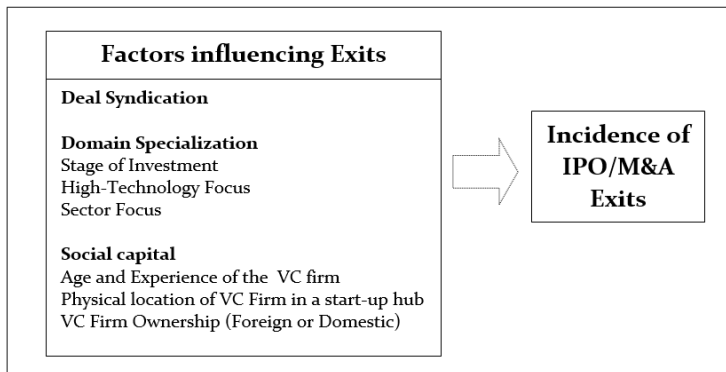 Factors influencing Exits
Deal Syndication
Domain Specialization
Stage of Investment
High-Technology Focus
Sector Focus
Social capital
Age and Experience of the VC firm
Physical location of VC Firm in a start-up hub
VC Firm Ownership (Foreign or Domestic)
Incidence of
IPO/M&A
Exits